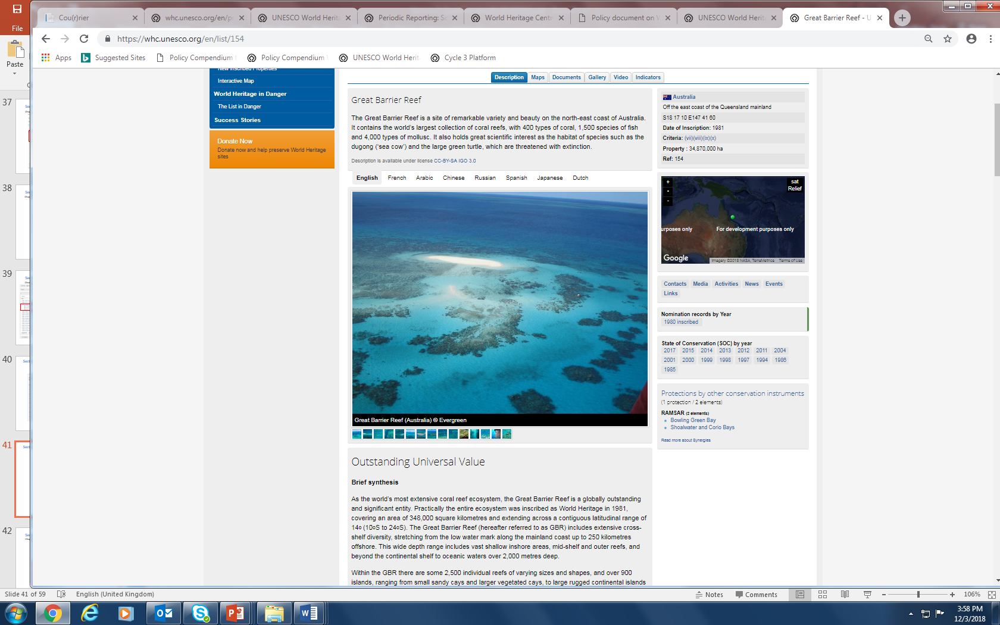 Cou(r)rier
whc.unesco.org/en/p
UNESCO World Herit
Periodic Reporting: S
World Heritage Centr
Policy document on
UNESCO World Herit
Great Barrier Reef - U
File
https://whc.unesco.org/en/list/154
Paste
Apps
Suggested Sites
Policy Compendium
Policy Compendium
UNESCO World Herit
Cycle 3 Platform
New Inscribed Properties
Interactive Map
World Heritage in Danger
The List in Danger
Success Stories
Donate Now
Donate now and help preserve World Heritage
sites
Description Maps Documents Gallery Video Indicators
Great Barrier Reef
The Great Barrier Reef is a site of remarkable variety and beauty on the north-east coast of Australia.
It contains the world's largest collection of coral reefs, with 400 types of coral, 1,500 species of fish
and 4,000 types of mollusc. It also holds great scientific interest as the habitat of species such as the
dugong ('sea cow') and the large green turtle, which are threatened with extinction.
Description is available under license CC-BY-SA IGO 3.0
English French Arabic Chinese Russian Spanish Japanese Dutch
Great Barrier Reef (Australia) © Evergreen
Outstanding Universal Value
Brief synthesis
As the world's most extensive coral reef ecosystem, the Great Barrier Reef is a globally outstanding
and significant entity. Practically the entire ecosystem was inscribed as World Heritage in 1981,
covering an area of 348,000 square kilometres and extending across a contiguous latitudinal range of
14o (10oS to 24oS). The Great Barrier Reef (hereafter referred to as GBR) includes extensive cross-
shelf diversity, stretching from the low water mark along the mainland coast up to 250 kilometres
offshore. This wide depth range includes vast shallow inshore areas, mid-shelf and outer reefs, and
beyond the continental shelf to oceanic waters over 2,000 metres deep.
Within the GBR there are some 2,500 individual reefs of varying sizes and shapes, and over 900
islands, ranging from small sandy cays and larger vegetated cays, to large rugged continental islands
Australia
Off the east coast of the Queensland mainland
S18 17 10 E147 41 60
Date of Inscription: 1981
Criteria: (vii)(viii)(ix)(x)
Property : 34,870,000 ha
Ref: 154
+
-
-
sat
Relief
urposes only
For development purposes only
Google
Imagery ©2018 NASA, TerraMetrics Terms of Use
Contacts Media Activities News Events
Links
Nomination records by Year
1980 inscribed
State of Conservation (SOC) by year
2017 2015 2014 2013 2012 2011 2004
2001 2000 1999 1998 1997 1994 1986
1985
Protections by other conservation instruments
(1 protection / 2 elements)
RAMSAR (2 elements)
Bowling Green Bay
Shoalwater and Corio Bays
Read more about Synergies
37
38
39
40
41
42
Slide 41 of 59
English (United Kingdom)
Notes
Comments
106%
3:58 PM
12/3/2018